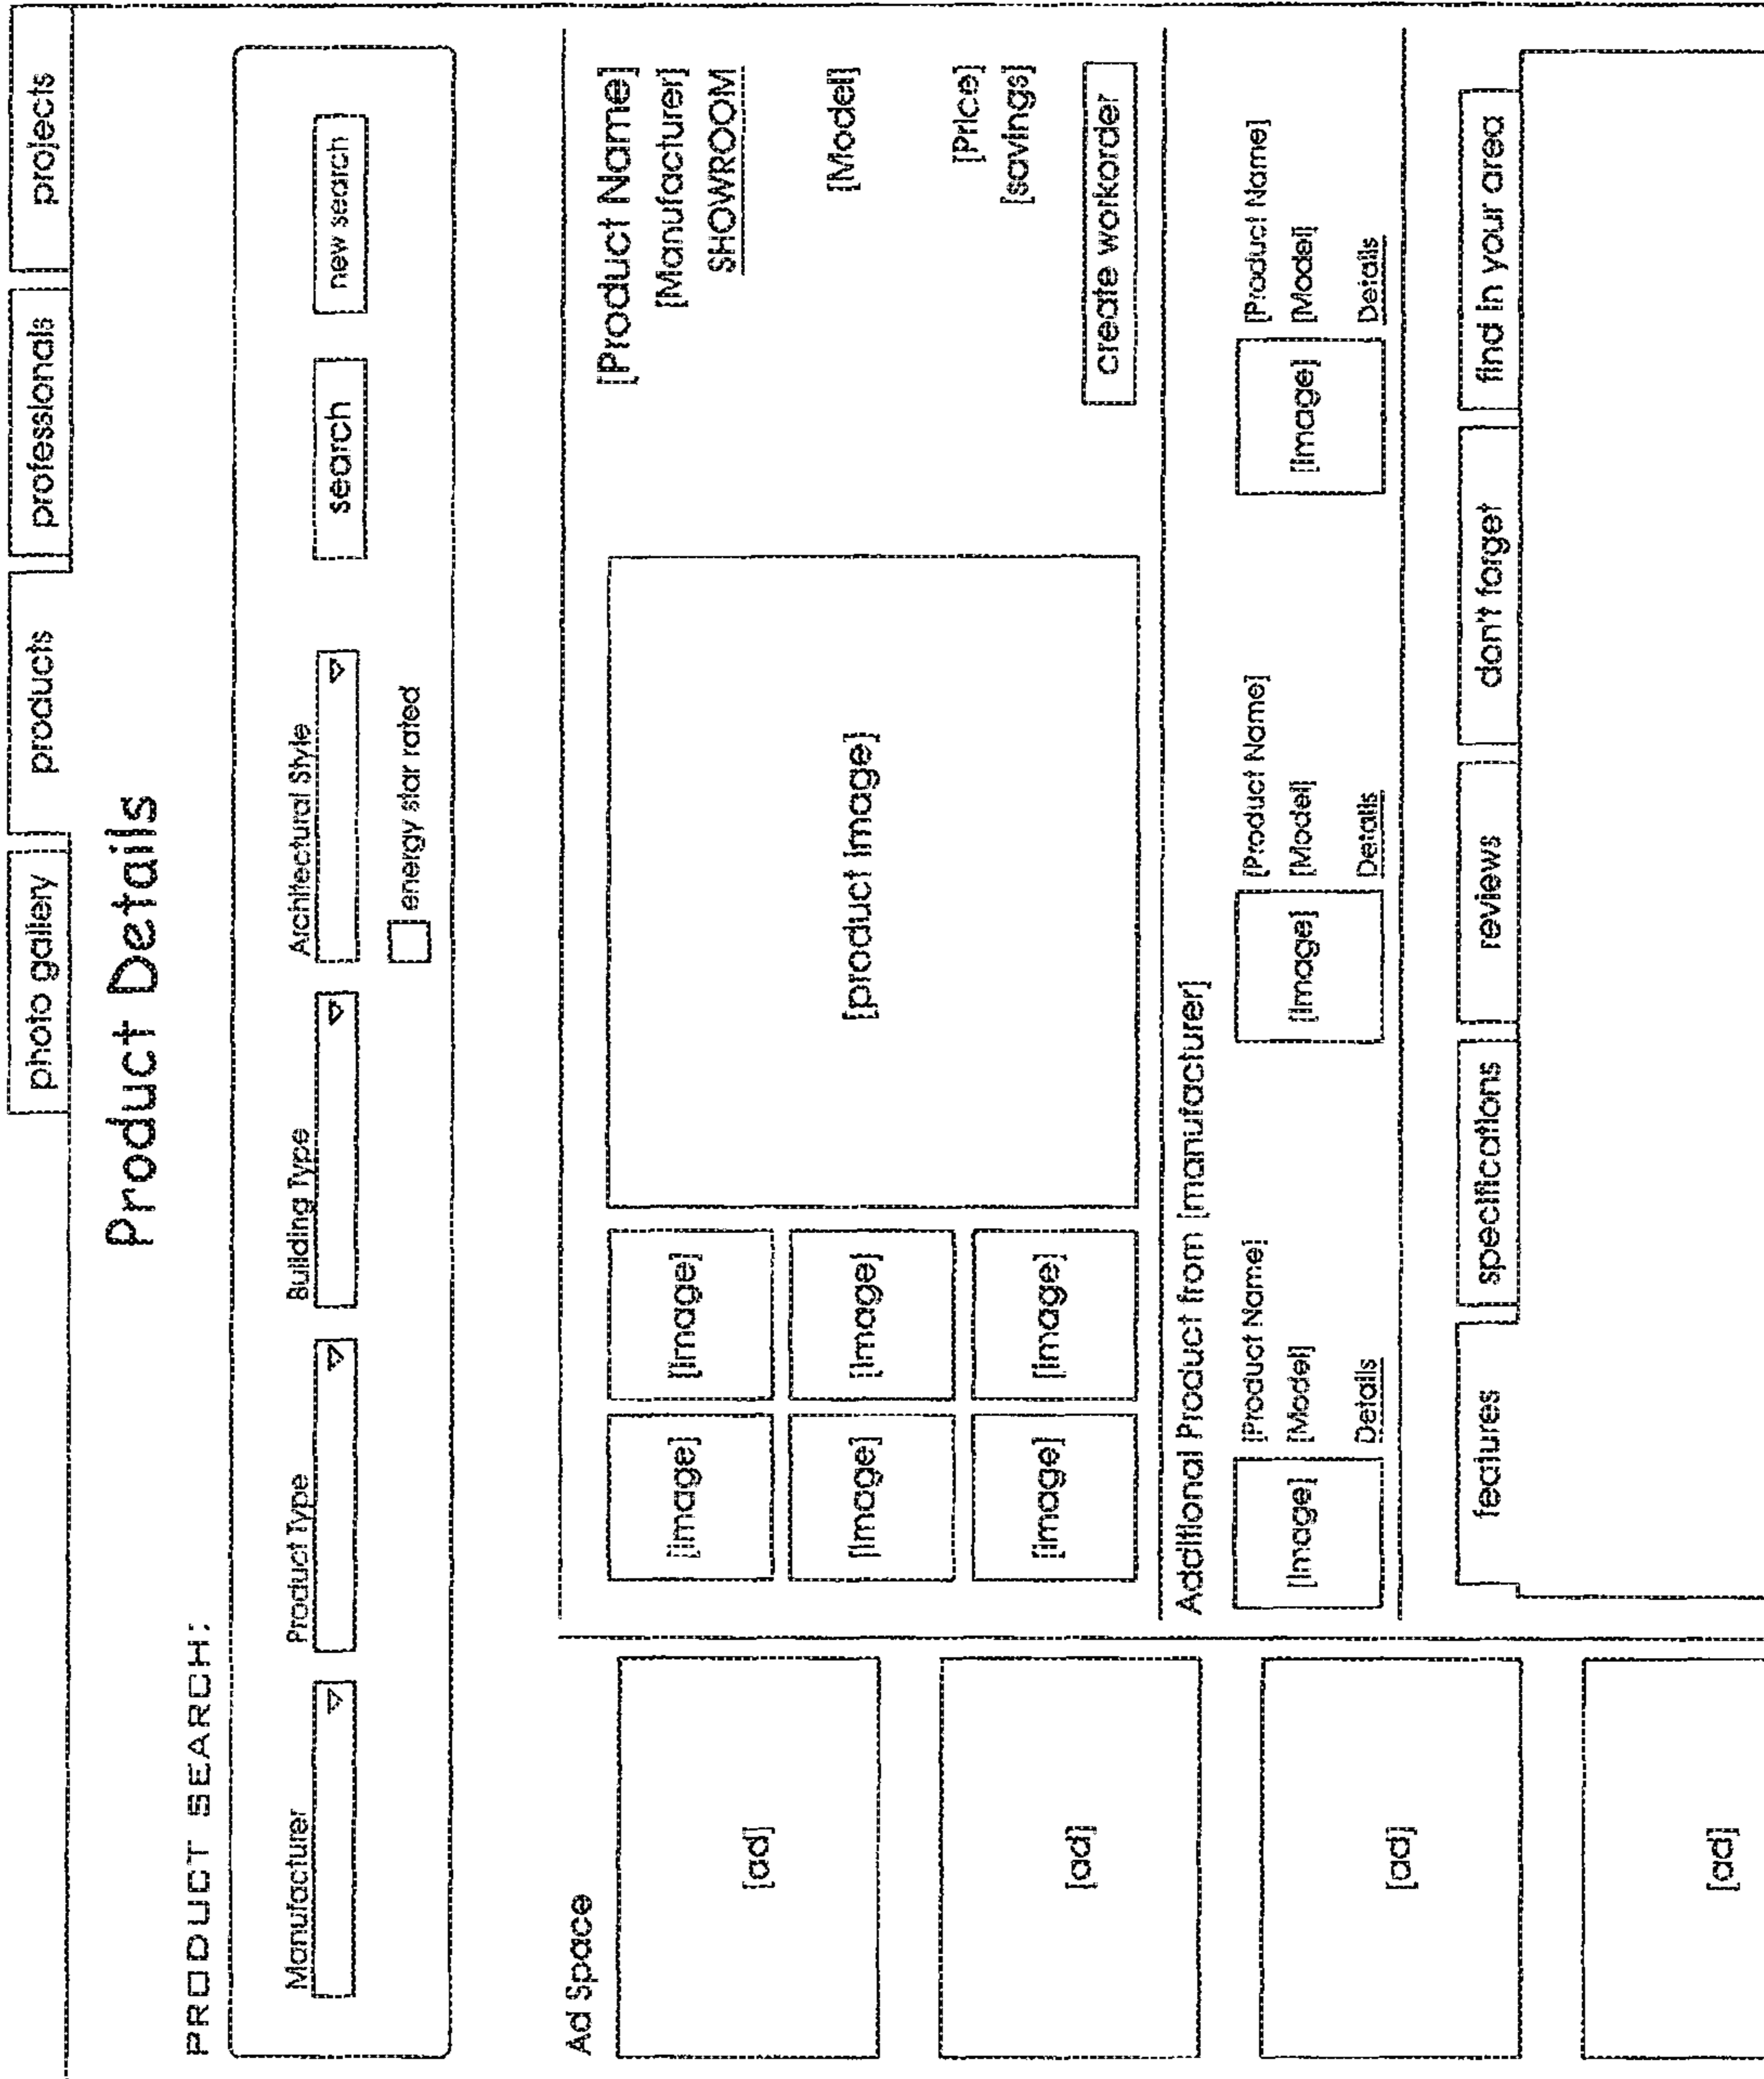 photo gallery
products
professionals
projects
Product Details
PRODUCT SEARCH:
Manufacturer
Product Type
Building Type
Architectural Style
search
new search
energy star rated
Ad Space
[ad]
[ad]
[ad]
[ad]
[image]
[image]
[image]
[image]
[image]
[image]
[product image]
[Product Name]
[Manufacturer]
SHOWROOM
[Model]
[Price]
[savings]
create workorder
Additional Product from [manufacturer]
[image]
[Product Name]
[Model]
Details
[image]
[Product Name]
[Model]
Details
[image]
[Product Name]
[Model]
Details
features
specifications
reviews
don't forget
find in your area